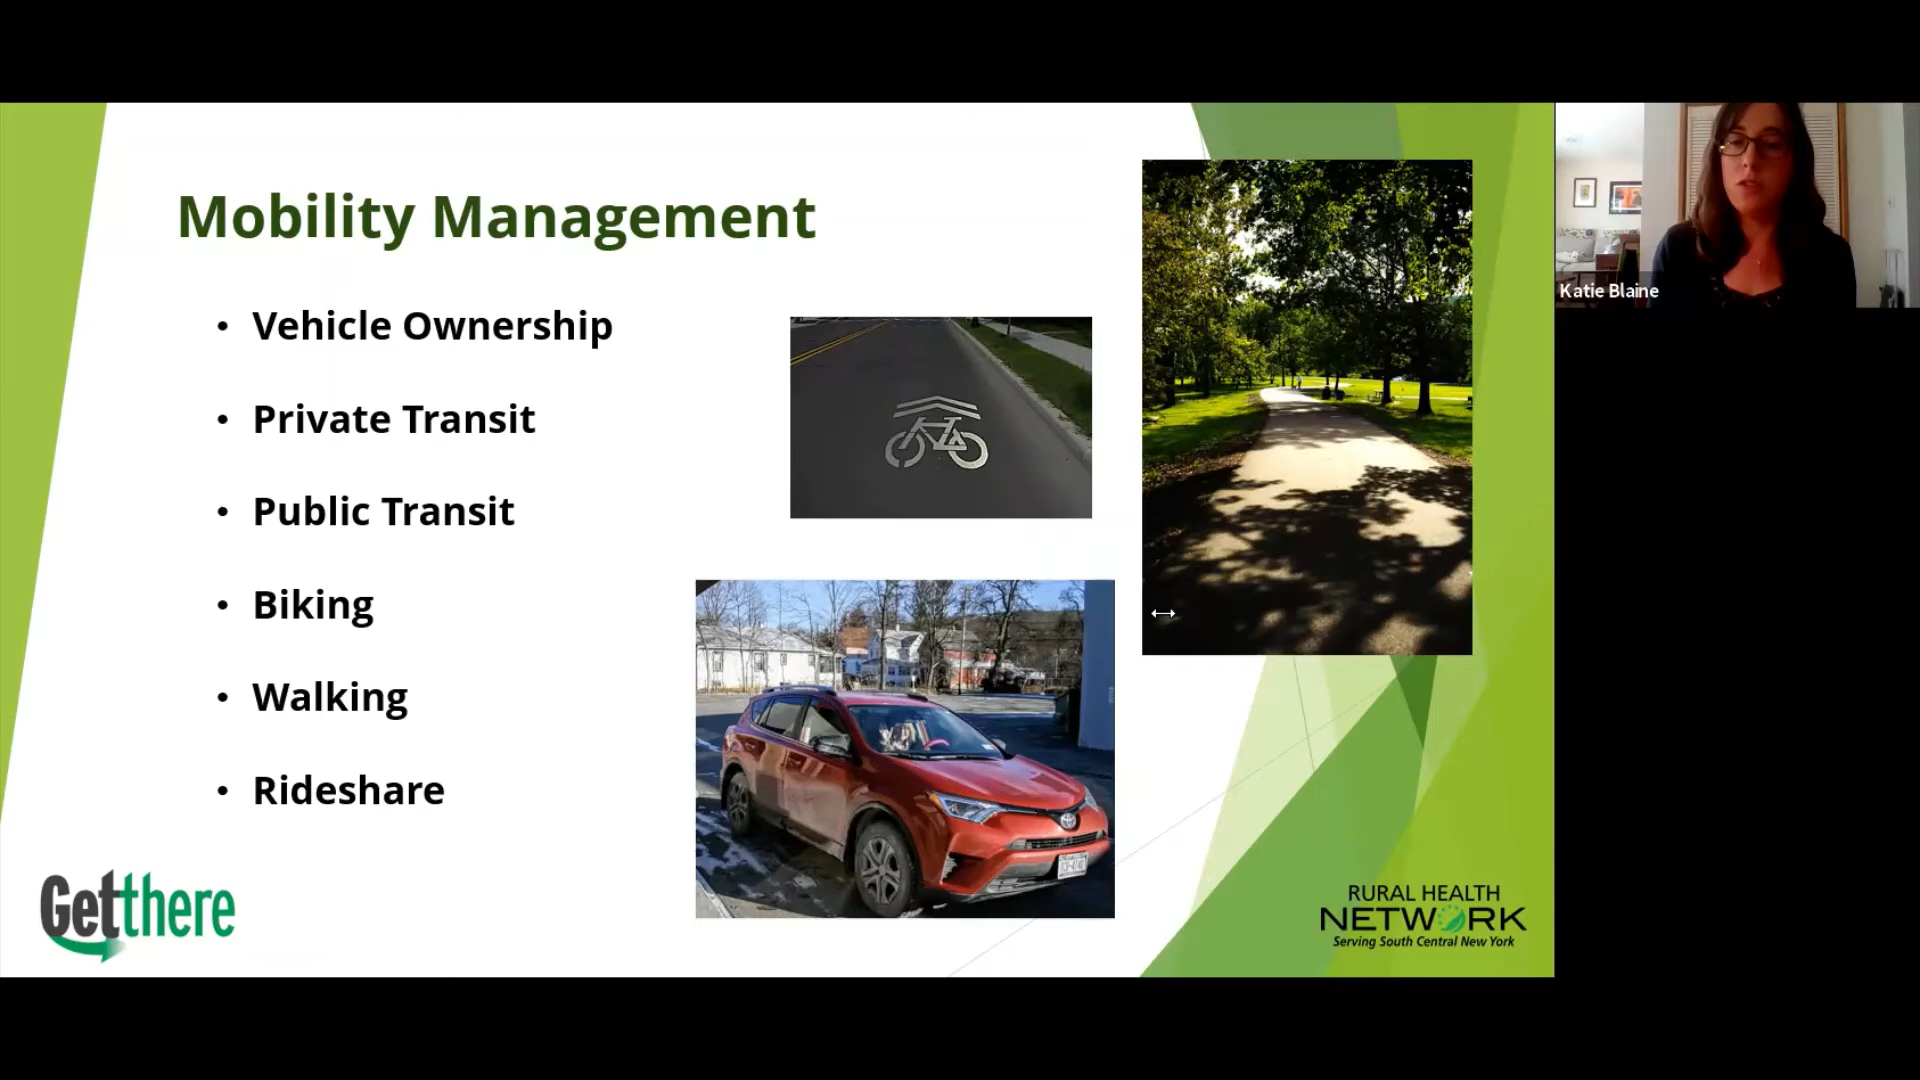 Mobility Management
• Vehicle Ownership
• Private Transit
• Public Transit
• Biking
• Walking
• Rideshare
Getthere
RURAL HEALTH
NETWORK
Serving South Central New York
Katie Blaine